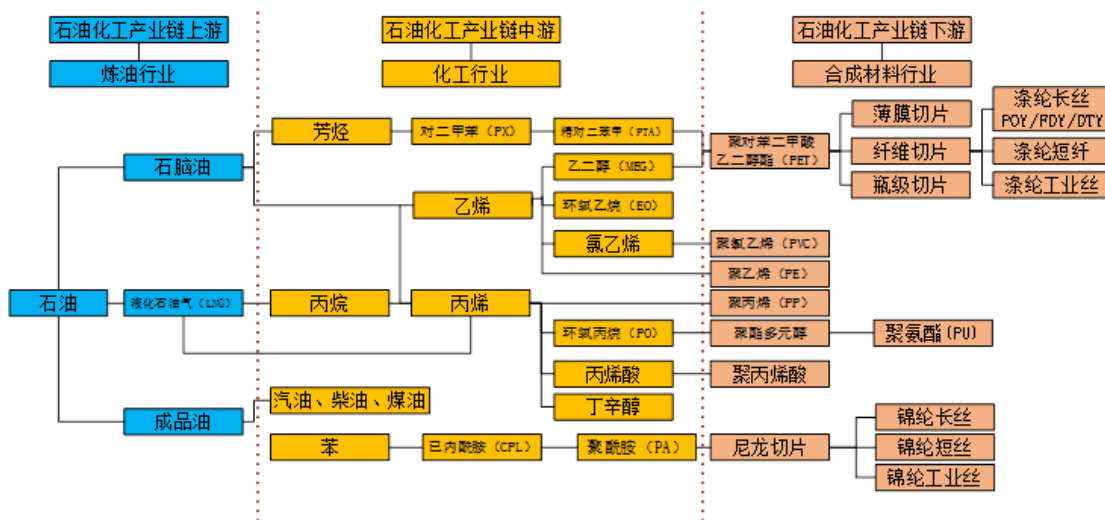 石油化工产业链上游
石油化工产业链中游
石油化工产业链下游
炼油行业
化工行业
合成材料行业
石油
石脑油
液化石油气（LNG）
成品油
芳烃
对二甲苯（PX）
精对二苯甲（PTA）
乙二醇（MEG）
乙烯
环氧乙烷（EO）
氯乙烯
丙烷
丙烯
环氧丙烷（PO）
丙烯酸
丁辛醇
汽油、柴油、煤油
苯
己内酰胺（CPL）
聚酰胺（PA）
聚对苯二甲酸
乙二醇酯（PET）
薄膜切片
纤维切片
瓶级切片
涤纶长丝
POY/FDY/DTY
涤纶短纤
涤纶工业丝
聚氯乙烯（PVC）
聚乙烯（PE）
聚丙烯（PP）
聚酯多元醇
聚氨酯(PU)
聚丙烯酸
尼龙切片
锦纶长丝
锦纶短丝
锦纶工业丝